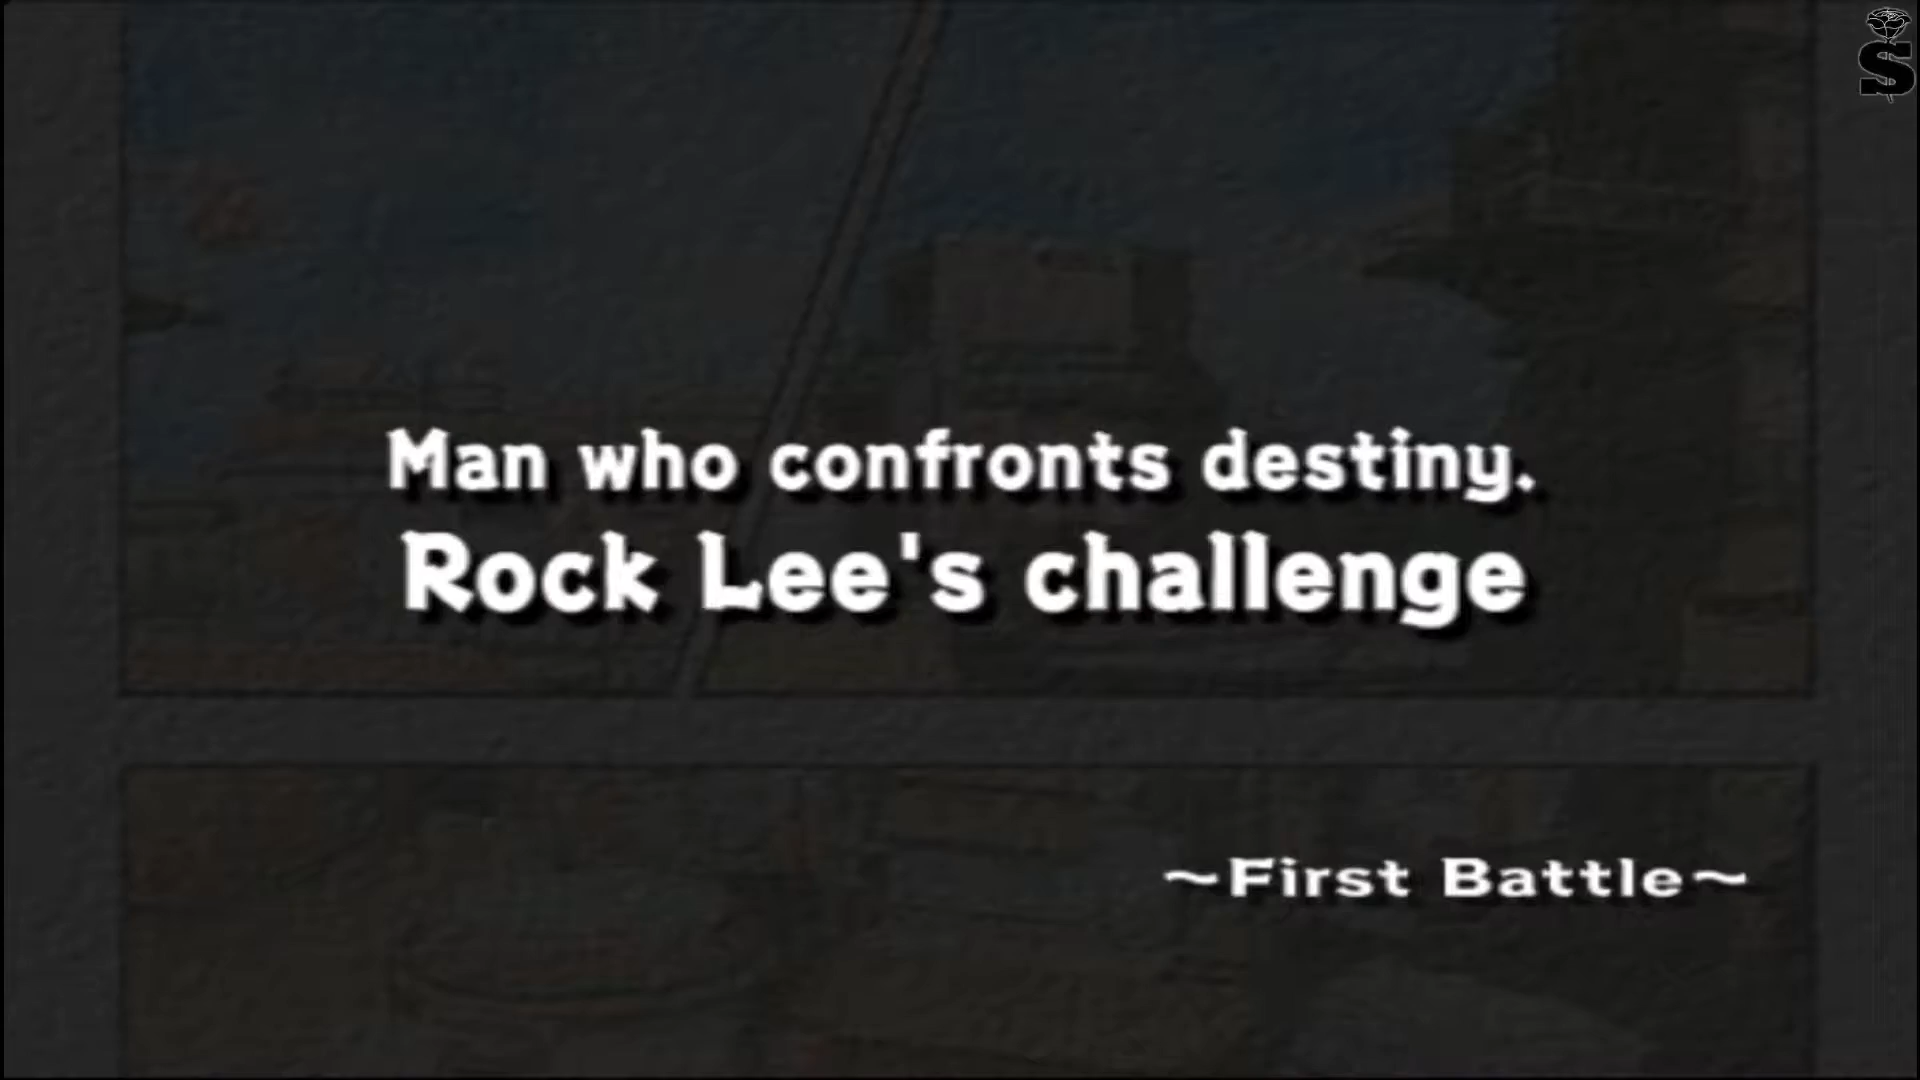 Man who confronts destiny.
Rock Lee's challenge
~First Battle~
S